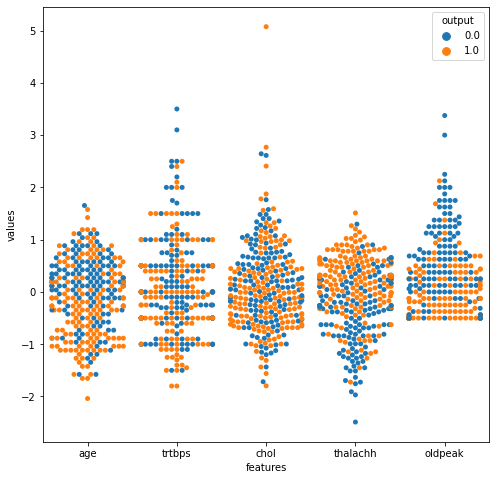 output
0.0
1.0
5
4
3
2
1
0
−1
−2
values
age trtbps chol thalachh oldpeak
features